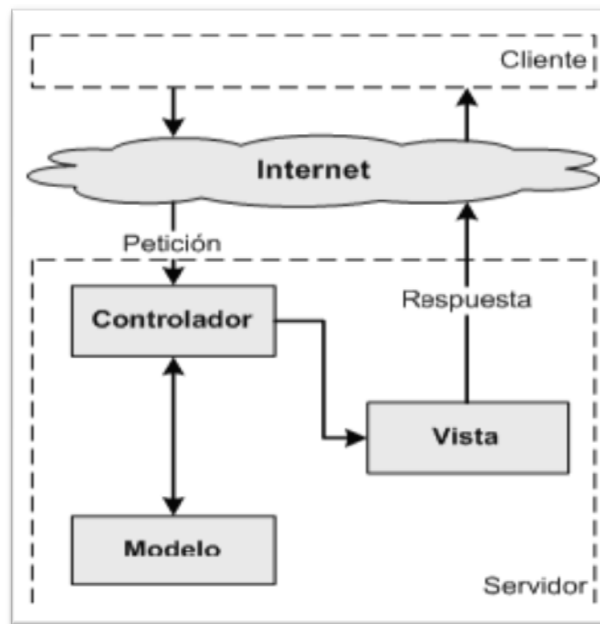 Cliente
Internet
Petición
Respuesta
Controlador
Vista
Modelo
Servidor